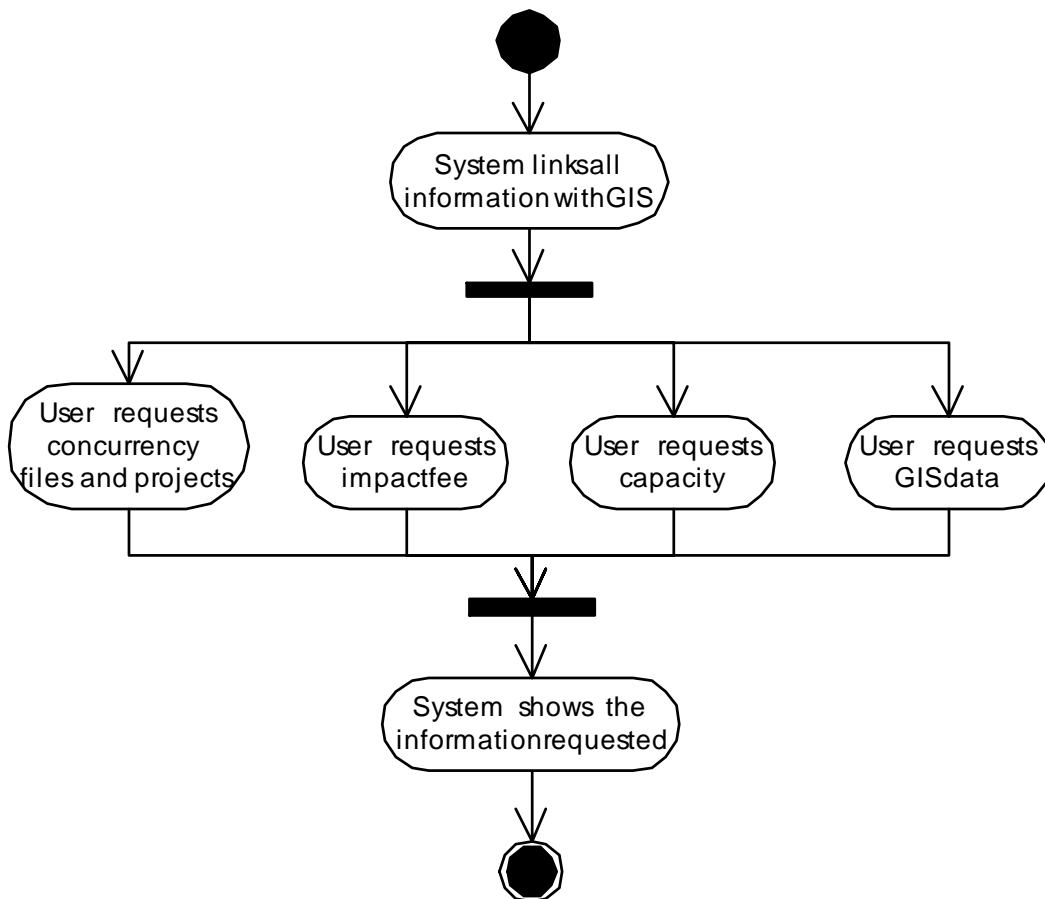 System linksall
information withGIS
User requests
concurrency
files and projects
User requests
impactfee
User requests
capacity
User requests
GISdata
System shows the
informationrequested